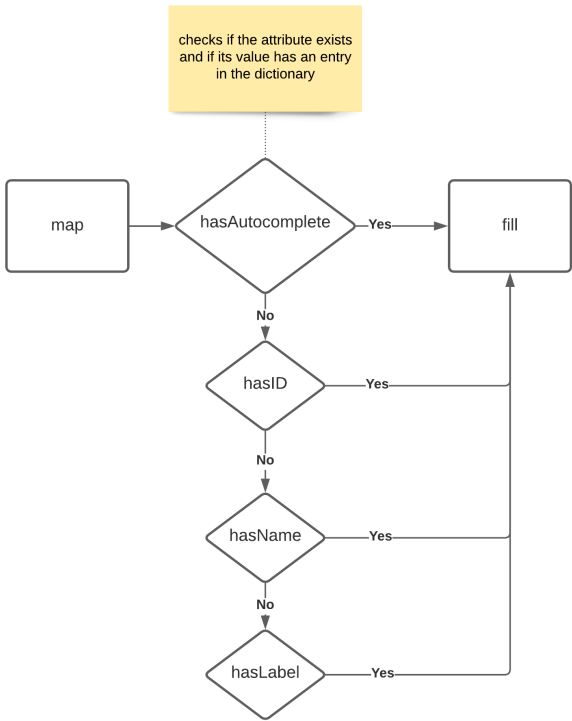 checks if the attribute exists
and if its value has an entry
in the dictionary
map
hasAutocomplete
Yes
fill
No
hasID
Yes
No
hasName
Yes
No
hasLabel
Yes